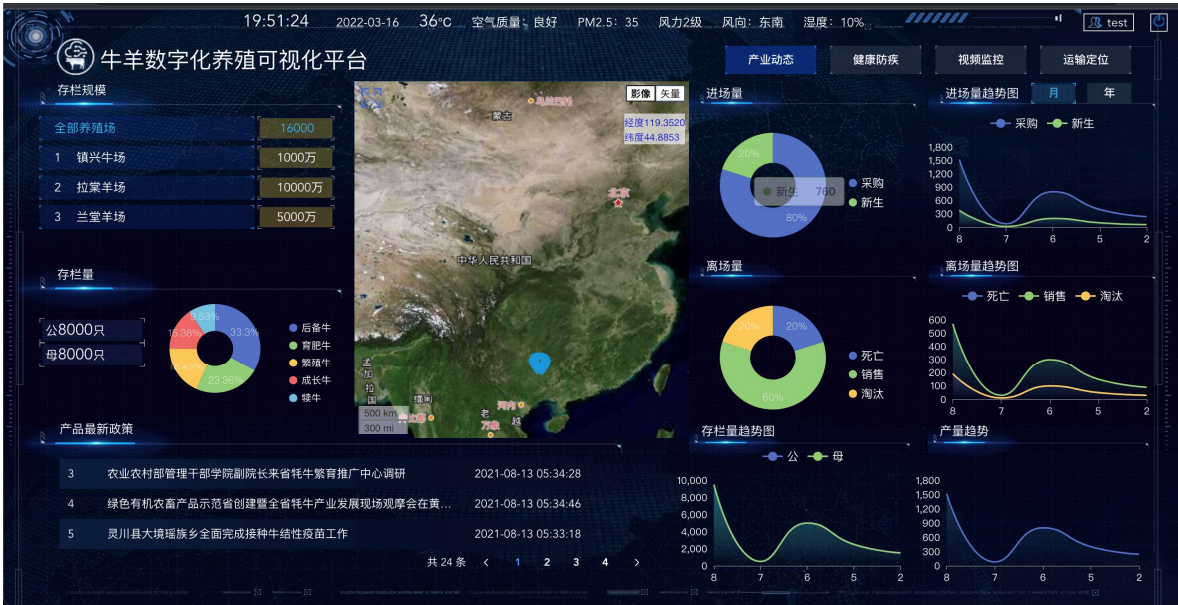 19:51:24 2022-03-16 36°C 空气质量: 良好 PM2.5: 35 风力2级 风向: 东南 湿度: 10%
test
牛羊数字化养殖可视化平台
产业动态 健康防疾 视频监控 运输定位
存栏规模
全部养殖场 16000
1 镇兴牛场 1000万
2 拉棠羊场 10000万
3 兰堂羊场 5000万
存栏量
公8000只
母8000只
33.3%
23.36%
9.53%
后备牛
育肥牛
繁殖牛
成长牛
犊牛
影像 矢量
经度119.3520
纬度44.8853
蒙古
北京
中华人民共和国
孟加拉国
缅甸
河内
老
越
万象
500 km
300 mi
进场量
20%
新生 760
80%
采购
新生
进场量趋势图 月 年
采购 新生
1,800
1,500
1,200
900
600
300
0
8 7 6 5 2
离场量
20% 20%
60%
死亡
销售
淘汰
离场量趋势图
死亡 销售 淘汰
600
500
400
300
200
100
0
8 7 6 5 2
产品最新政策
3 农业农村部管理干部学院副院长来省牦牛繁育推广中心调研 2021-08-13 05:34:28
4 绿色有机农畜产品示范省创建暨全省牦牛产业发展现场观摩会在黄... 2021-08-13 05:34:46
5 灵川县大境瑶族乡全面完成接种牛结性疫苗工作 2021-08-13 05:33:18
共 24 条 < 1 2 3 4 >
存栏量趋势图
公 母
10,000
8,000
6,000
4,000
2,000
0
8 7 6 5 2
产量趋势
1,800
1,500
1,200
900
600
300
0
8 7 6 5 2